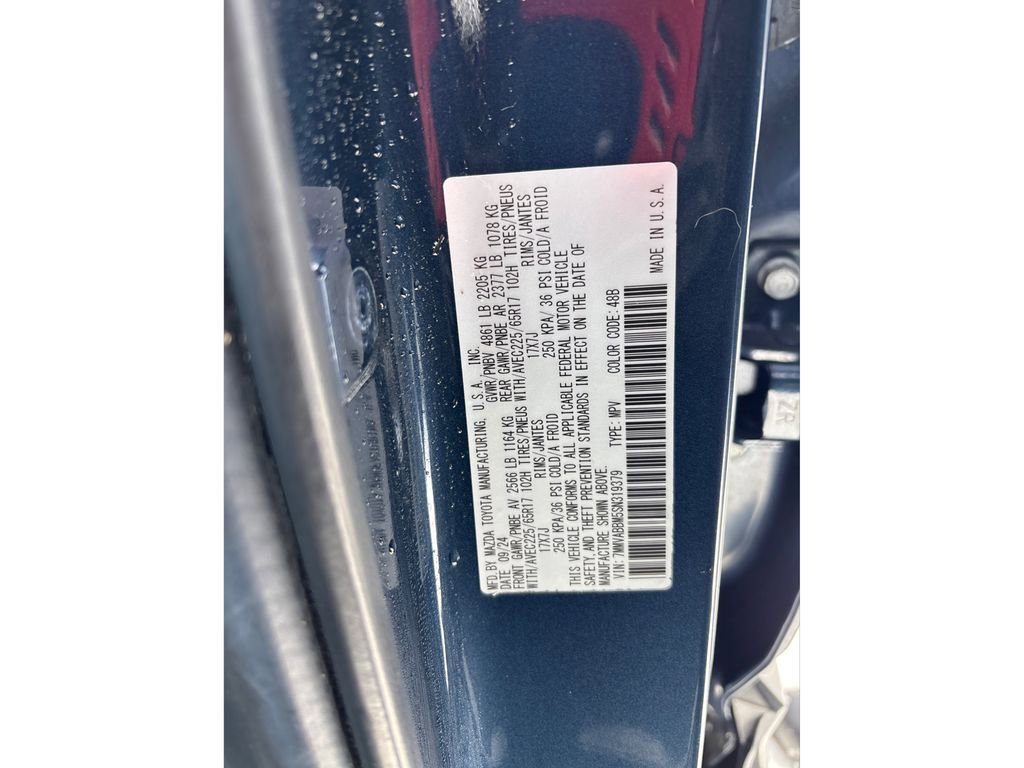 MFD.BY MAZDA TOYOTA MANUFACTURING, U.S.A. INC.
DATE 09/24 GVWR/PNBV 4861 LB 2205 KG
FRONT GAWR/PNBE AV 2566 LB 1164 KG REAR GAWR/PNBE AR 2377 LB 1078 KG
WITH/AVEC225/65R17 102H TIRES/PNEUS WITH/AVEC225/65R17 102H TIRES/PNEUS
17X7J RIMS/JANTES 17X7J RIMS/JANTES
250 KPA/36 PSI COLD/A FROID 250 KPA/ 36 PSI COLD/A FROID
THIS VEHICLE CONFORMS TO ALL APPLICABLE FEDERAL MOTOR VEHICLE
SAFETY, AND THEFT PREVENTION STANDARDS IN EFFECT ON THE DATE OF
MANUFACTURE SHOWN ABOVE.
VIN:7MMVABBM5SN319379 TYPE:MPV COLOR CODE:48B
MADE IN U.S.A.
ZR